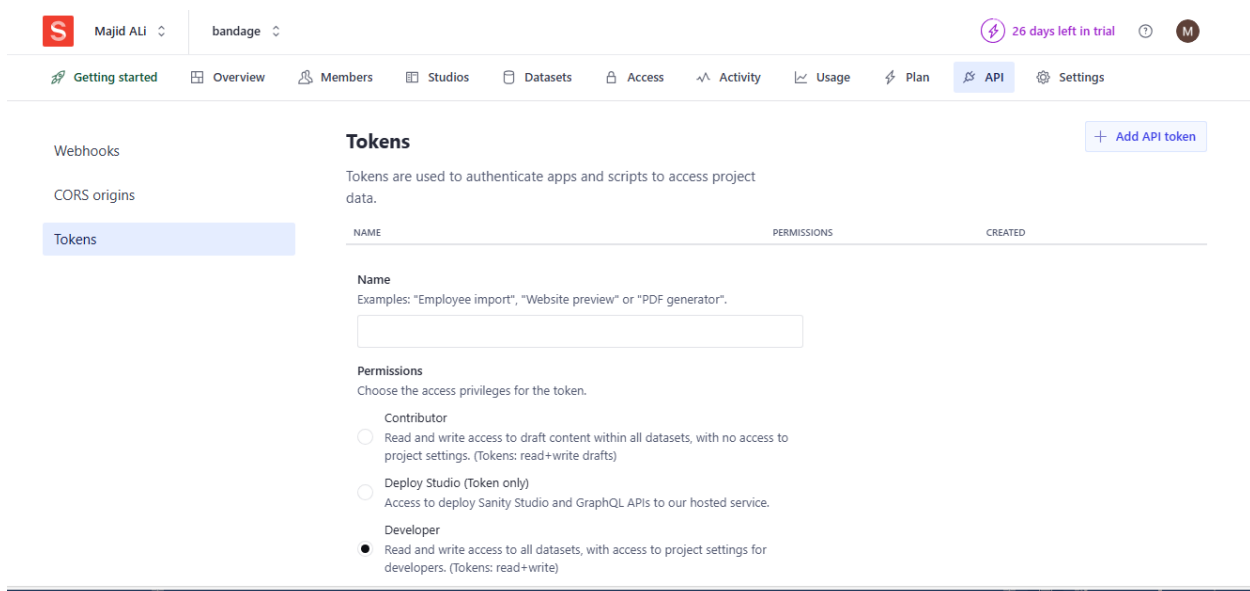 S Majid ALi bandage 26 days left in trial M
Getting started Overview Members Studios Datasets Access Activity Usage Plan API Settings
Webhooks
CORS origins
Tokens
Tokens
+ Add API token
Tokens are used to authenticate apps and scripts to access project
data.
NAME PERMISSIONS CREATED
Name
Examples: "Employee import", "Website preview" or "PDF generator".
Permissions
Choose the access privileges for the token.
Contributor
Read and write access to draft content within all datasets, with no access to
project settings. (Tokens: read+write drafts)
Deploy Studio (Token only)
Access to deploy Sanity Studio and GraphQL APIs to our hosted service.
Developer
Read and write access to all datasets, with access to project settings for
developers. (Tokens: read+write)